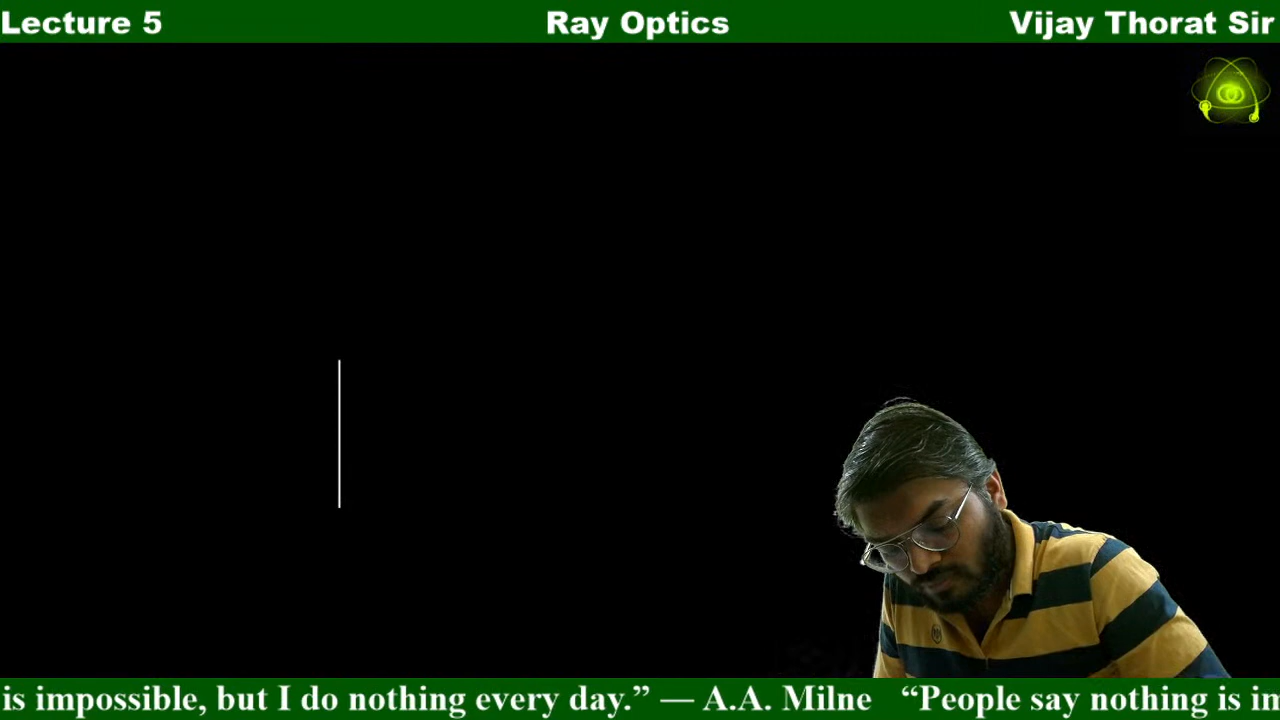 Lecture 5 Ray Optics Vijay Thorat Sir
is impossible, but I do nothing every day.” — A.A. Milne “People say nothing is